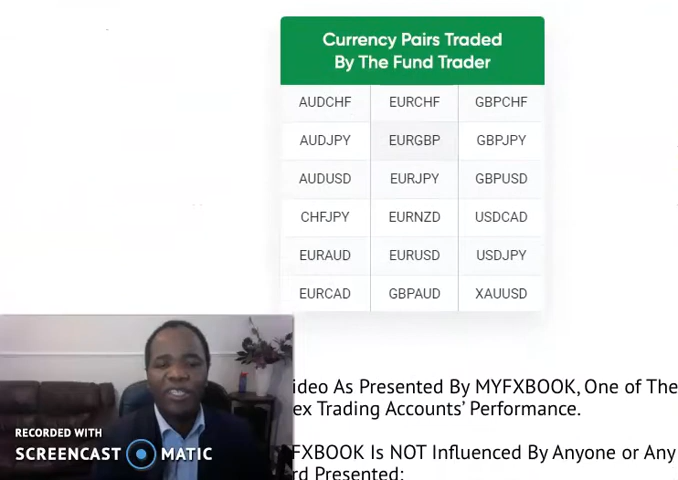 Currency Pairs Traded
By The Fund Trader
AUDCHF EURCHF GBPCHF
AUDJPY EURGBP GBPJPY
AUDUSD EURJPY GBPUSD
CHFJPY EURNZD USDCAD
EURAUD EURUSD USDJPY
EURCAD GBPAUD XAUUSD
ideo As Presented By MYFXBOOK, One of The
ex Trading Accounts' Performance.
FXBOOK Is NOT Influenced By Anyone or Any
rd Presented:
RECORDED WITH
SCREENCAST MATIC